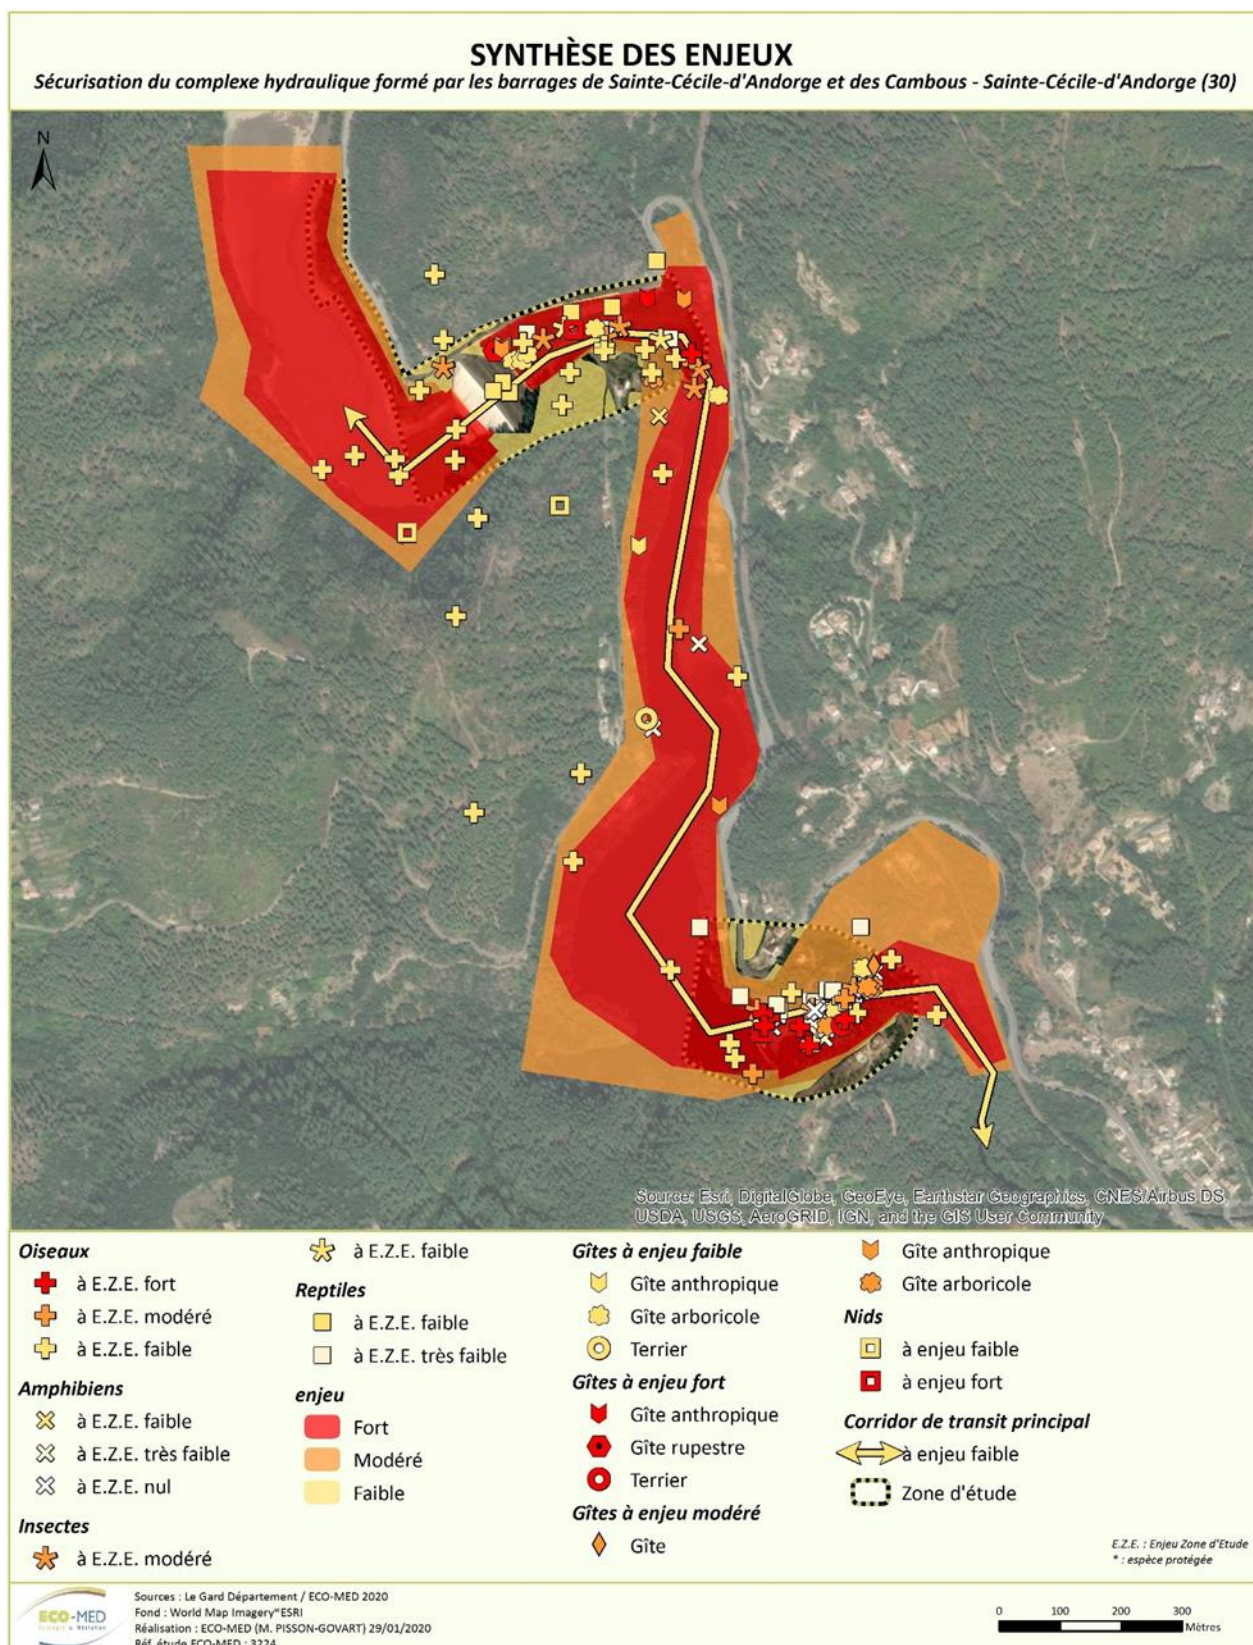 SYNTHÈSE DES ENJEUX
Sécurisation du complexe hydraulique formé par les barrages de Sainte-Cécile-d'Andorge et des Cambous - Sainte-Cécile-d'Andorge (30)
N
Source: Esri, DigitalGlobe, GeoEye, Earthstar Geographics, CNES/Airbus DS
USDA, USGS, AeroGRID, IGN, and the GIS User Community
Oiseaux
à E.Z.E. fort
à E.Z.E. modéré
à E.Z.E. faible
Amphibiens
à E.Z.E. faible
à E.Z.E. très faible
à E.Z.E. nul
Insectes
à E.Z.E. modéré
à E.Z.E. faible
Reptiles
à E.Z.E. faible
à E.Z.E. très faible
enjeu
Fort
Modéré
Faible
Gîtes à enjeu faible
Gîte anthropique
Gîte arboricole
Terrier
Gîtes à enjeu fort
Gîte anthropique
Gîte rupestre
Terrier
Gîtes à enjeu modéré
Gîte
Gîte anthropique
Gîte arboricole
Nids
à enjeu faible
à enjeu fort
Corridor de transit principal
à enjeu faible
Zone d'étude
E.Z.E. : Enjeu Zone d'Etude
* : espèce protégée
ECO-MED
Sources : Le Gard Département / ECO-MED 2020
Fond : World Map Imagery"ESRI
Réalisation : ECO-MED (M. PISSON-GOVART) 29/01/2020
Réf. étude ECO-MED : 3224
0 100 200 300
Mètres